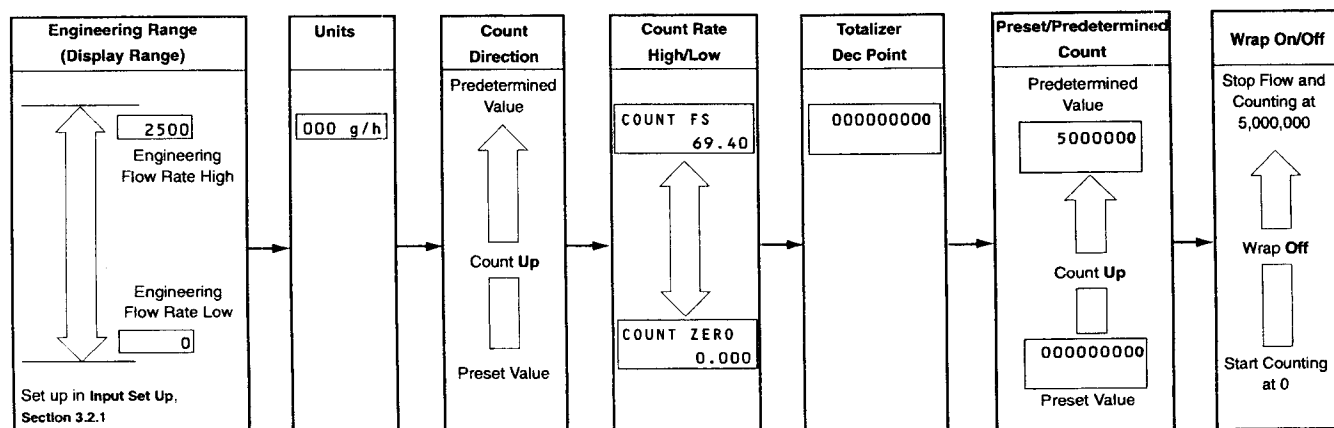 Engineering Range
(Display Range)
2500
Engineering
Flow Rate High
Engineering
Flow Rate Low
0
Set up in Input Set Up,
Section 3.2.1
Units
000 g/h
Count
Direction
Predetermined
Value
Count Up
Preset Value
Count Rate
High/Low
COUNT FS
69.40
COUNT ZERO
0.000
Totalizer
Dec Point
000000000
Preset/Predetermined
Count
Predetermined
Value
5000000
Count Up
000000000
Preset Value
Wrap On/Off
Stop Flow and
Counting at
5,000,000
Wrap Off
Start Counting
at 0